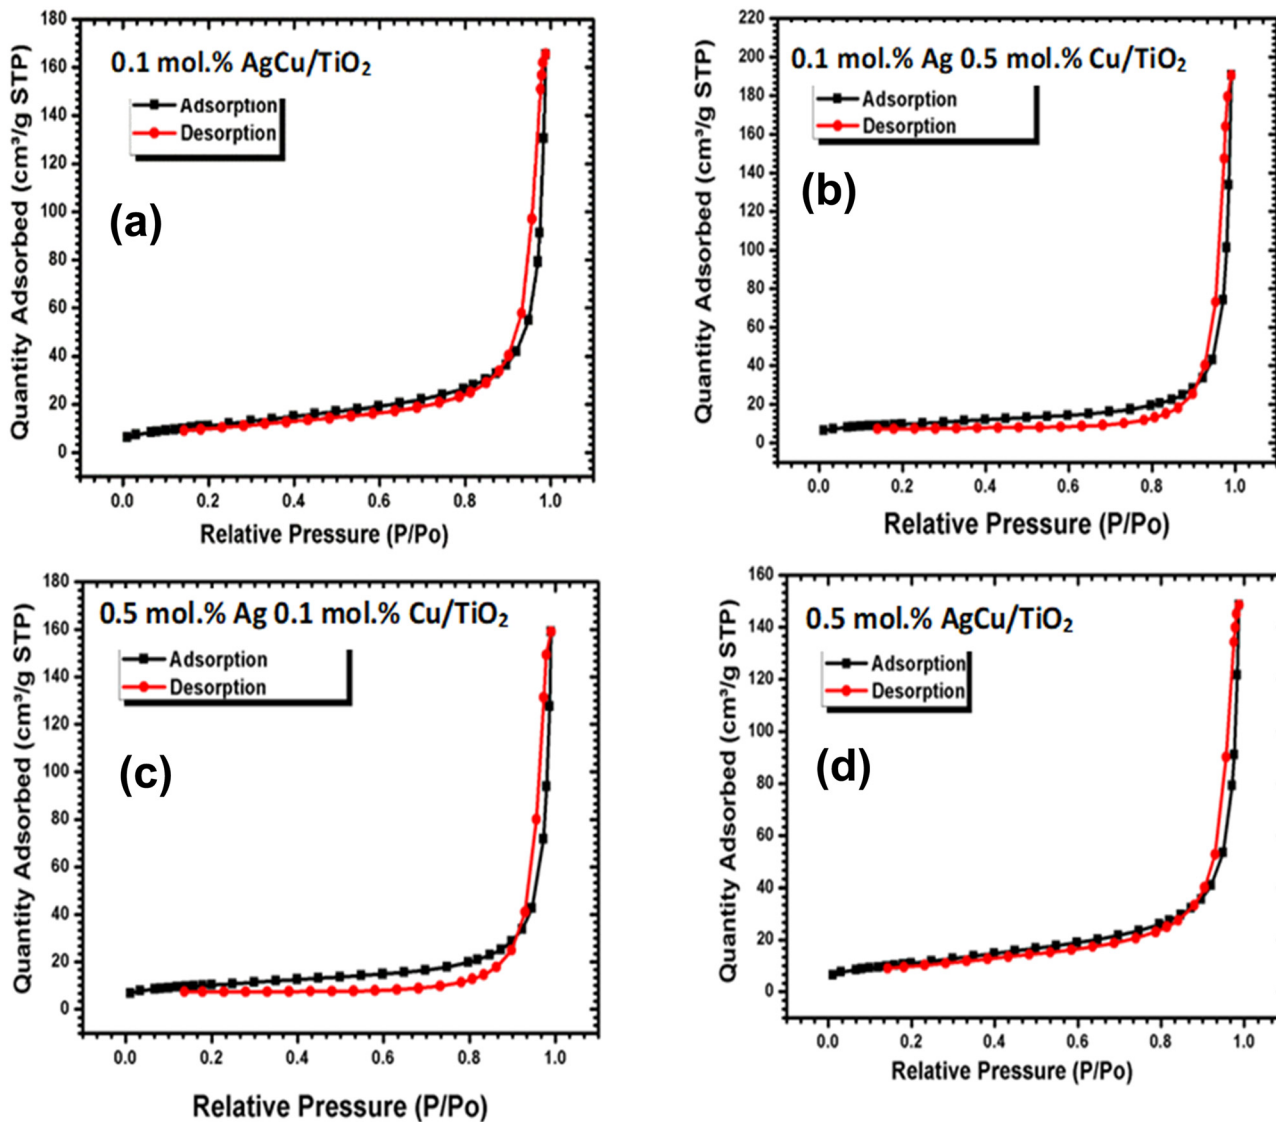 180
160
140
120
100
80
60
40
20
0
Quantity Adsorbed (cm³/g STP)
0.1 mol.% AgCu/TiO₂
Adsorption
Desorption
(a)
0.0 0.2 0.4 0.6 0.8 1.0
Relative Pressure (P/Po)
220
200
180
160
140
120
100
80
60
40
20
0
Quantity Adsorbed (cm³/g STP)
0.1 mol.% Ag 0.5 mol.% Cu/TiO₂
Adsorption
Desorption
(b)
0.0 0.2 0.4 0.6 0.8 1.0
Relative Pressure (P/Po)
180
160
140
120
100
80
60
40
20
0
Quantity Adsorbed (cm³/g STP)
0.5 mol.% Ag 0.1 mol.% Cu/TiO₂
Adsorption
Desorption
(c)
0.0 0.2 0.4 0.6 0.8 1.0
Relative Pressure (P/Po)
160
140
120
100
80
60
40
20
0
Quantity Adsorbed (cm³/g STP)
0.5 mol.% AgCu/TiO₂
Adsorption
Desorption
(d)
0.0 0.2 0.4 0.6 0.8 1.0
Relative Pressure (P/Po)